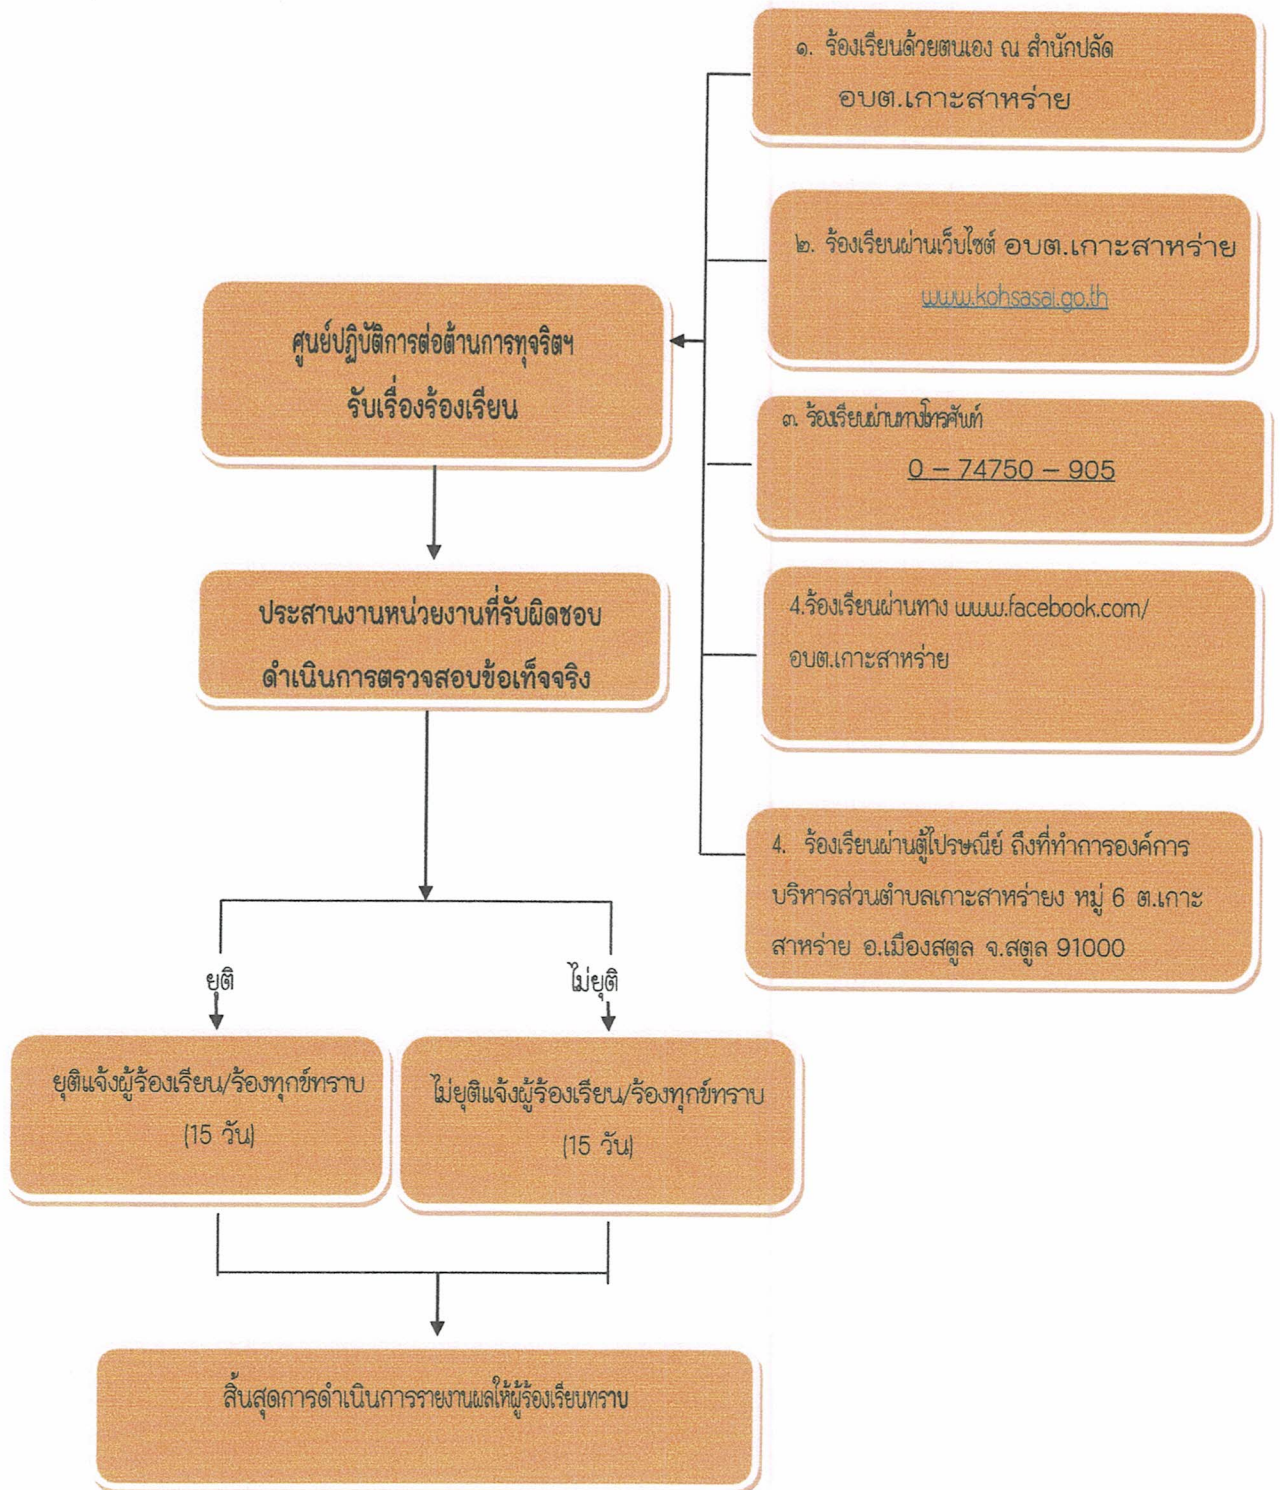 ๑. ร้องเรียนด้วยตนเอง ณ สำนักปลัด
อบต.เกาะสาหร่าย
๒. ร้องเรียนผ่านเว็บไซต์ อบต.เกาะสาหร่าย
www.kohsasai.go.th
ศูนย์ปฏิบัติการต่อต้านการทุจริตฯ
รับเรื่องร้องเรียน
๓. ร้องเรียนผ่านทางโทรศัพท์
0 – 74750 – 905
ประสานงานหน่วยงานที่รับผิดชอบ
ดำเนินการตรวจสอบข้อเท็จจริง
4.ร้องเรียนผ่านทาง www.facebook.com/
อบต.เกาะสาหร่าย
4. ร้องเรียนผ่านตู้ไปรษณีย์ ถึงที่ทำการองค์การ
บริหารส่วนตำบลเกาะสาหร่ายง หมู่ 6 ต.เกาะ
สาหร่าย อ.เมืองสตูล จ.สตูล 91000
ยุติ
ไม่ยุติ
ยุติแจ้งผู้ร้องเรียน/ร้องทุกข์ทราบ
(15 วัน)
ไม่ยุติแจ้งผู้ร้องเรียน/ร้องทุกข์ทราบ
(15 วัน)
สิ้นสุดการดำเนินการรายงานผลให้ผู้ร้องเรียนทราบ